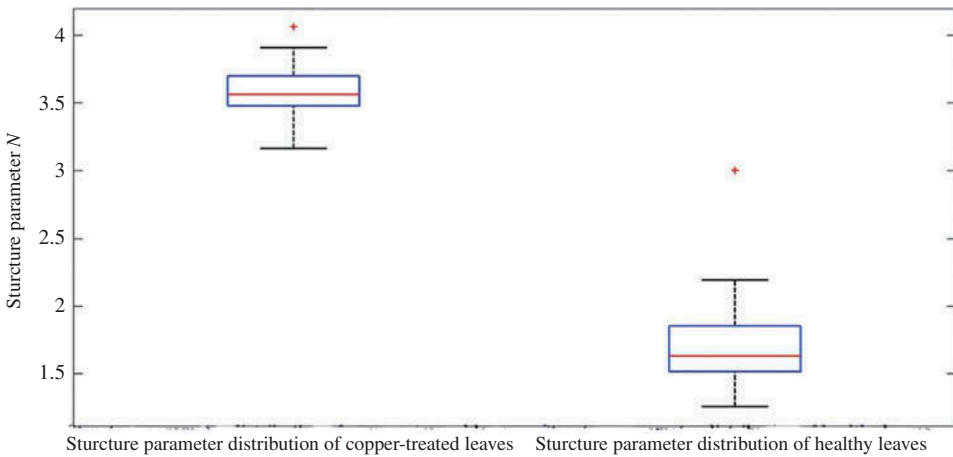 4
3.5
3
2.5
2
1.5
Sturcture parameter N
Sturcture parameter distribution of copper-treated leaves
Sturcture parameter distribution of healthy leaves